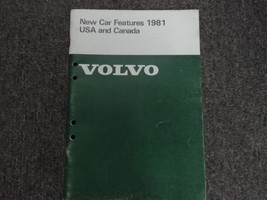 New Car Features 1981
USA and Canada
VOLVO